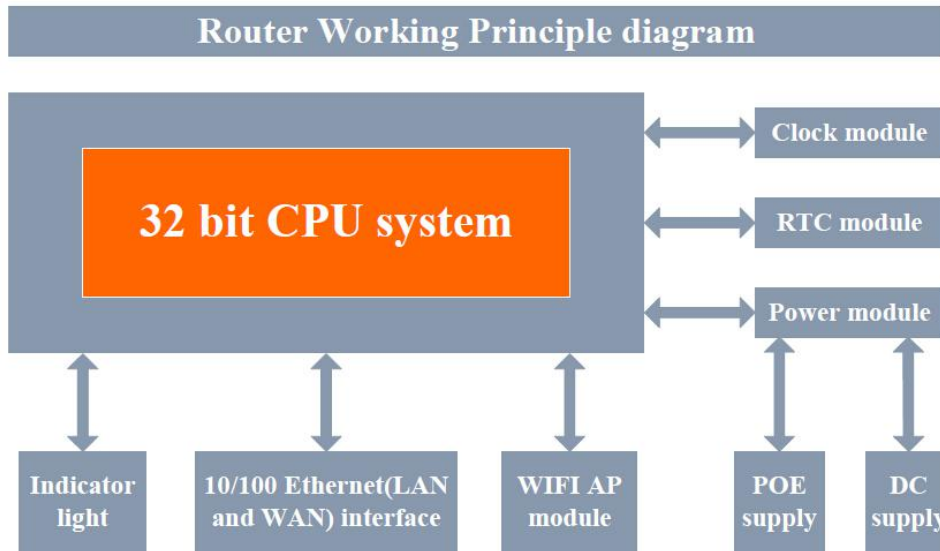 Router Working Principle diagram
32 bit CPU system
Clock module
RTC module
Power module
Indicator
light
10/100 Ethernet(LAN
and WAN) interface
WIFI AP
module
POE
supply
DC
supply